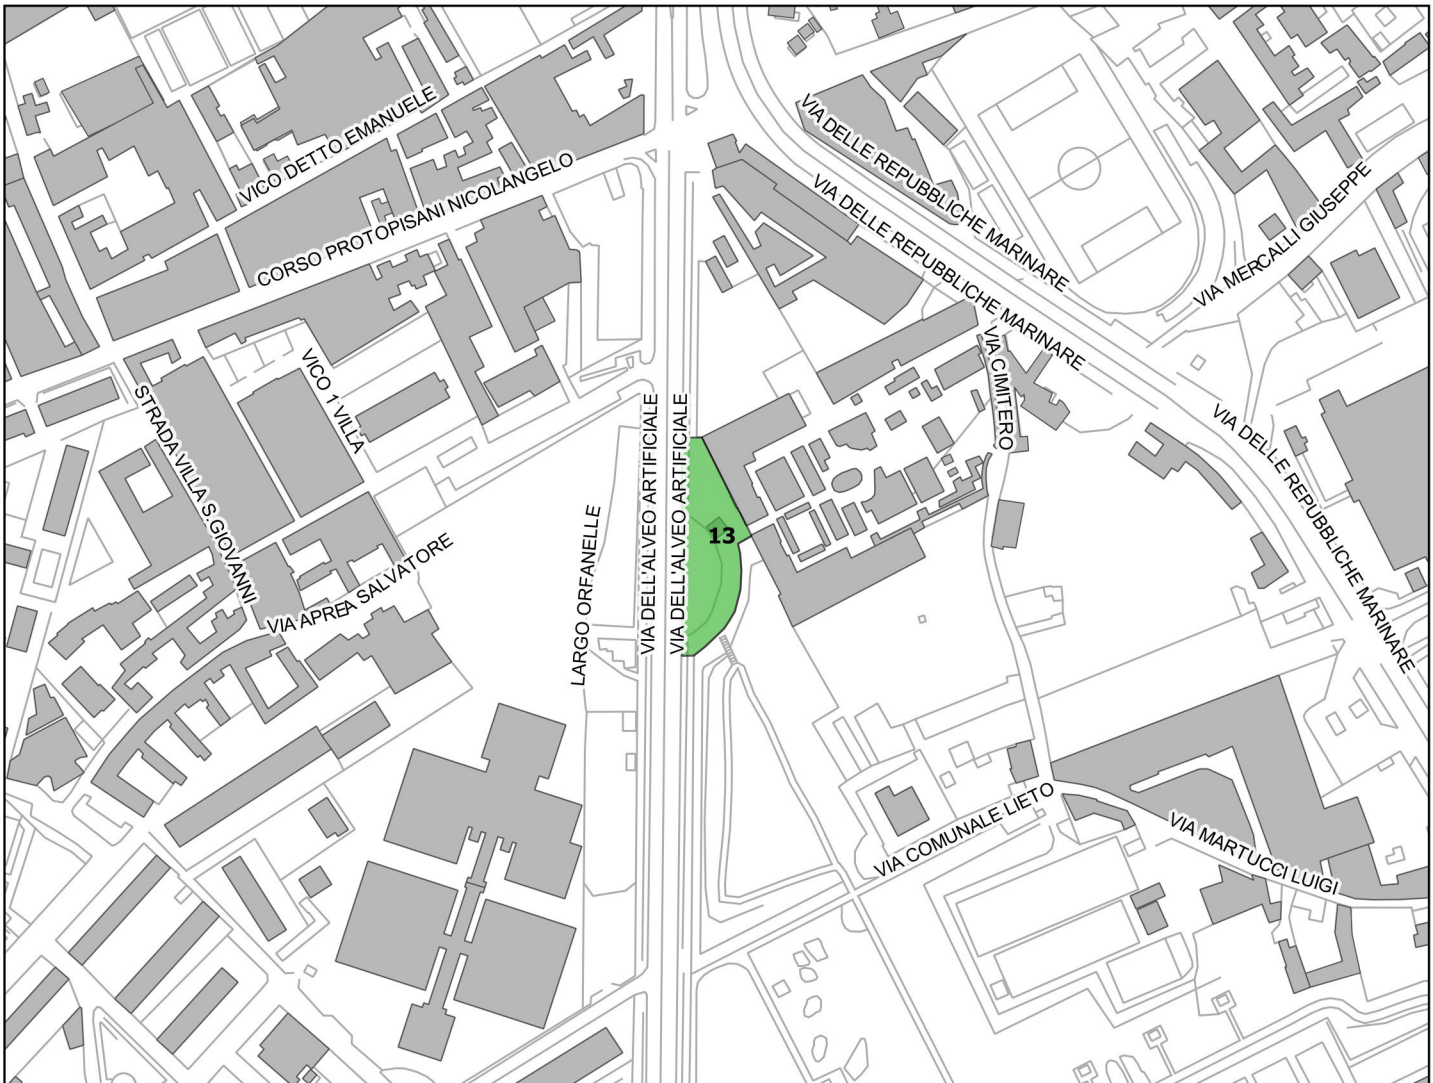 VICO DETTO EMANUELE
VIA DELLE REPUBBLICHE MARINARE
CORSO PROTOPISANI NICOLANGELO
VIA DELLE REPUBBLICHE MARINARE
VIA MERCALLI GIUSEPPE
VIA CIMITERO
VICO 1 VILLA
STRADA VILLA S.GIOVANNI
VIA DELL'ALVEO ARTIFICIALE
VIA DELL'ALVEO ARTIFICIALE
VIA DELLE REPUBBLICHE MARINARE
13
LARGO ORFANELLE
VIA APREA SALVATORE
VIA COMUNALE LIETO
VIA MARTUCCI LUIGI